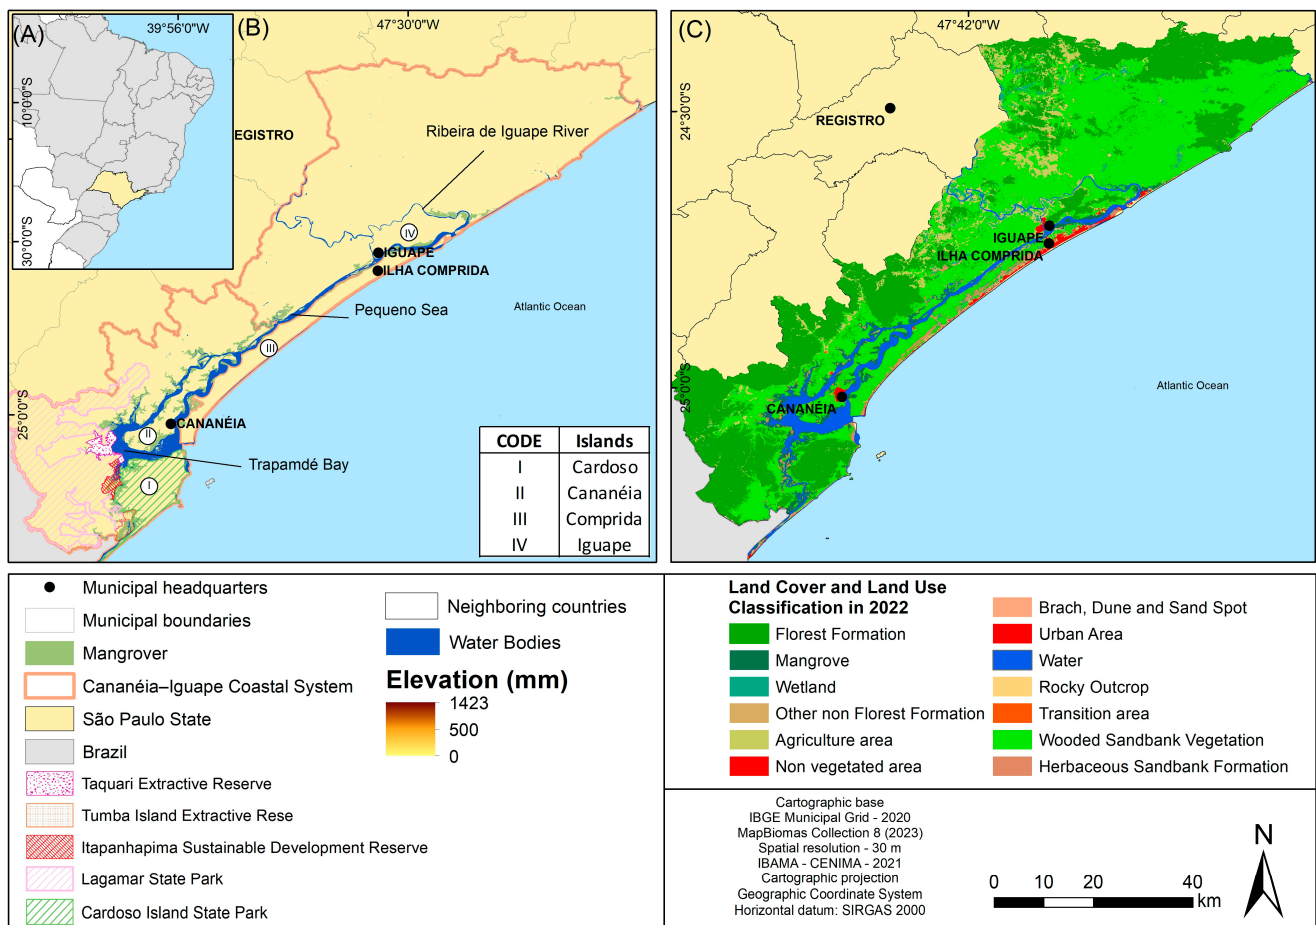 (A)
39°56'0"W
10°0'0"S
30°0'0"S
(B)
47°30'0"W
EGISTRO
Ribeira de Iguape River
IV
IGUAPE
ILHA COMPRIDA
Pequeno Sea
Atlantic Ocean
III
25°0'0"S
CANANÉIA
II
Trapamdé Bay
I
CODE Islands
I Cardoso
II Cananéia
III Comprida
IV Iguape
(C)
47°42'0"W
24°30'0"S
REGISTRO
IGUAPE
ILHA COMPRIDA
25°0'0"S
CANANÉIA
Atlantic Ocean
Municipal headquarters
Municipal boundaries
Mangrover
Cananéia–Iguape Coastal System
São Paulo State
Brazil
Taquari Extractive Reserve
Tumba Island Extractive Rese
Itapanhapima Sustainable Development Reserve
Lagamar State Park
Cardoso Island State Park
Neighboring countries
Water Bodies
Elevation (mm)
1423
500
0
Land Cover and Land Use
Classification in 2022
Florest Formation
Mangrove
Wetland
Other non Florest Formation
Agriculture area
Non vegetated area
Brach, Dune and Sand Spot
Urban Area
Water
Rocky Outcrop
Transition area
Wooded Sandbank Vegetation
Herbaceous Sandbank Formation
Cartographic base
IBGE Municipal Grid - 2020
MapBiomas Collection 8 (2023)
Spatial resolution - 30 m
IBAMA - CENIMA - 2021
Cartographic projection
Geographic Coordinate System
Horizontal datum: SIRGAS 2000
0 10 20 40
km
N